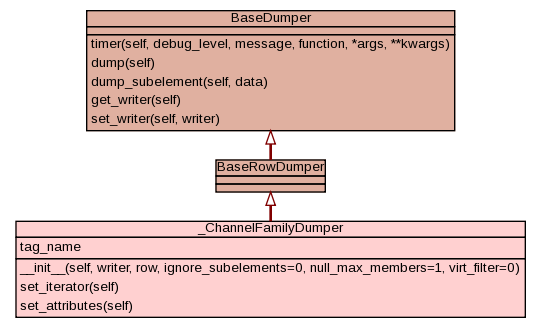 BaseDumper
timer(self, debug_level, message, function, *args, **kwargs)
dump(self)
dump_subelement(self, data)
get_writer(self)
set_writer(self, writer)
BaseRowDumper
_ChannelFamilyDumper
tag_name
__init__(self, writer, row, ignore_subelements=0, null_max_members=1, virt_filter=0)
set_iterator(self)
set_attributes(self)